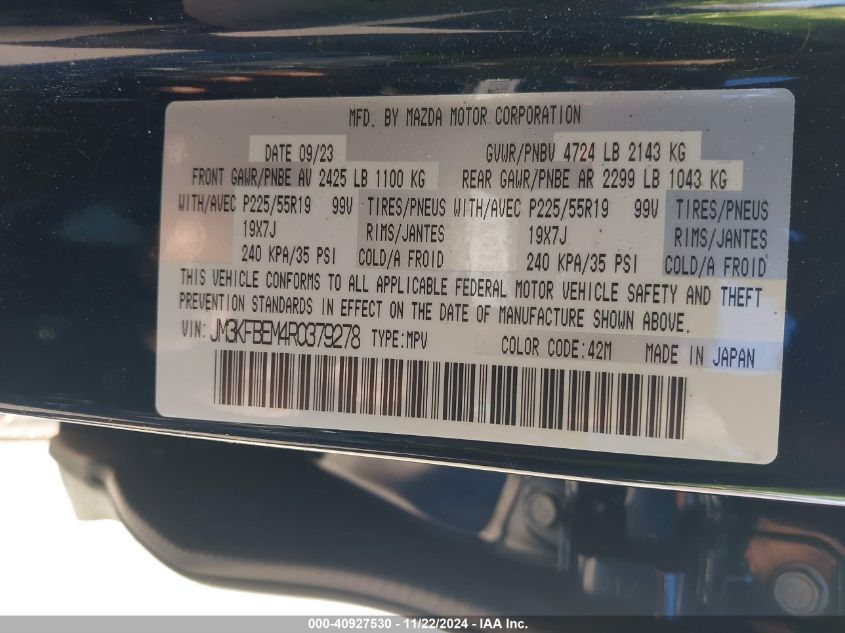 MFD. BY MAZDA MOTOR CORPORATION
DATE 09/23 GVWR/PNBV 4724 LB 2143 KG
FRONT GAWR/PNBE AV 2425 LB 1100 KG REAR GAWR/PNBE AR 2299 LB 1043 KG
WITH/AVEC P225/55R19 99V TIRES/PNEUS WITH/AVEC P225/55R19 99V TIRES/PNEUS
19X7J RIMS/JANTES 19X7J RIMS/JANTES
240 KPA/35 PSI COLD/A FROID 240 KPA/35 PSI COLD/A FROID
THIS VEHICLE CONFORMS TO ALL APPLICABLE FEDERAL MOTOR VEHICLE SAFETY AND THEFT
PREVENTION STANDARDS IN EFFECT ON THE DATE OF MANUFACTURE SHOWN ABOVE.
VIN: JM3KFBEM4R0379278 TYPE:MPV COLOR CODE:42M MADE IN JAPAN
000-40927530 - 11/22/2024 - IAA Inc.